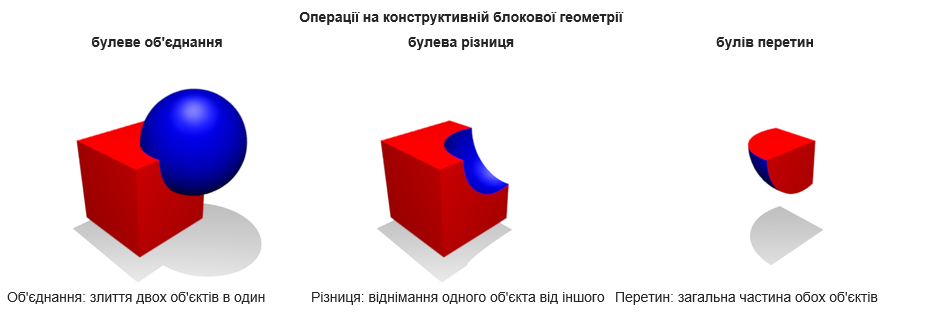 Операції на конструктивній блокової геометрії
булеве об'єднання
булева різниця
булів перетин
Об'єднання: злиття двох об'єктів в один
Різниця: віднімання одного об'єкта від іншого
Перетин: загальна частина обох об'єктів